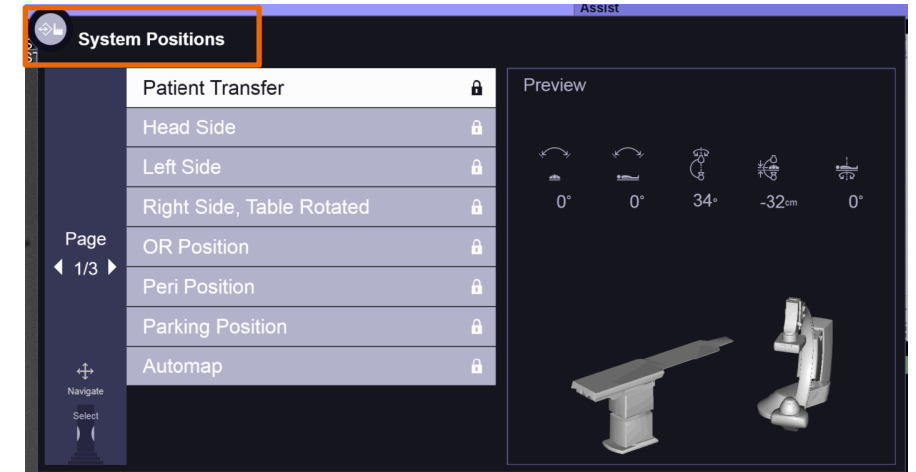 Assist
System Positions
Patient Transfer
Head Side
Left Side
Right Side, Table Rotated
OR Position
Peri Position
Parking Position
Automap
Page
1/3
Navigate
Select
Preview
0° 0° 34° -32cm 0°